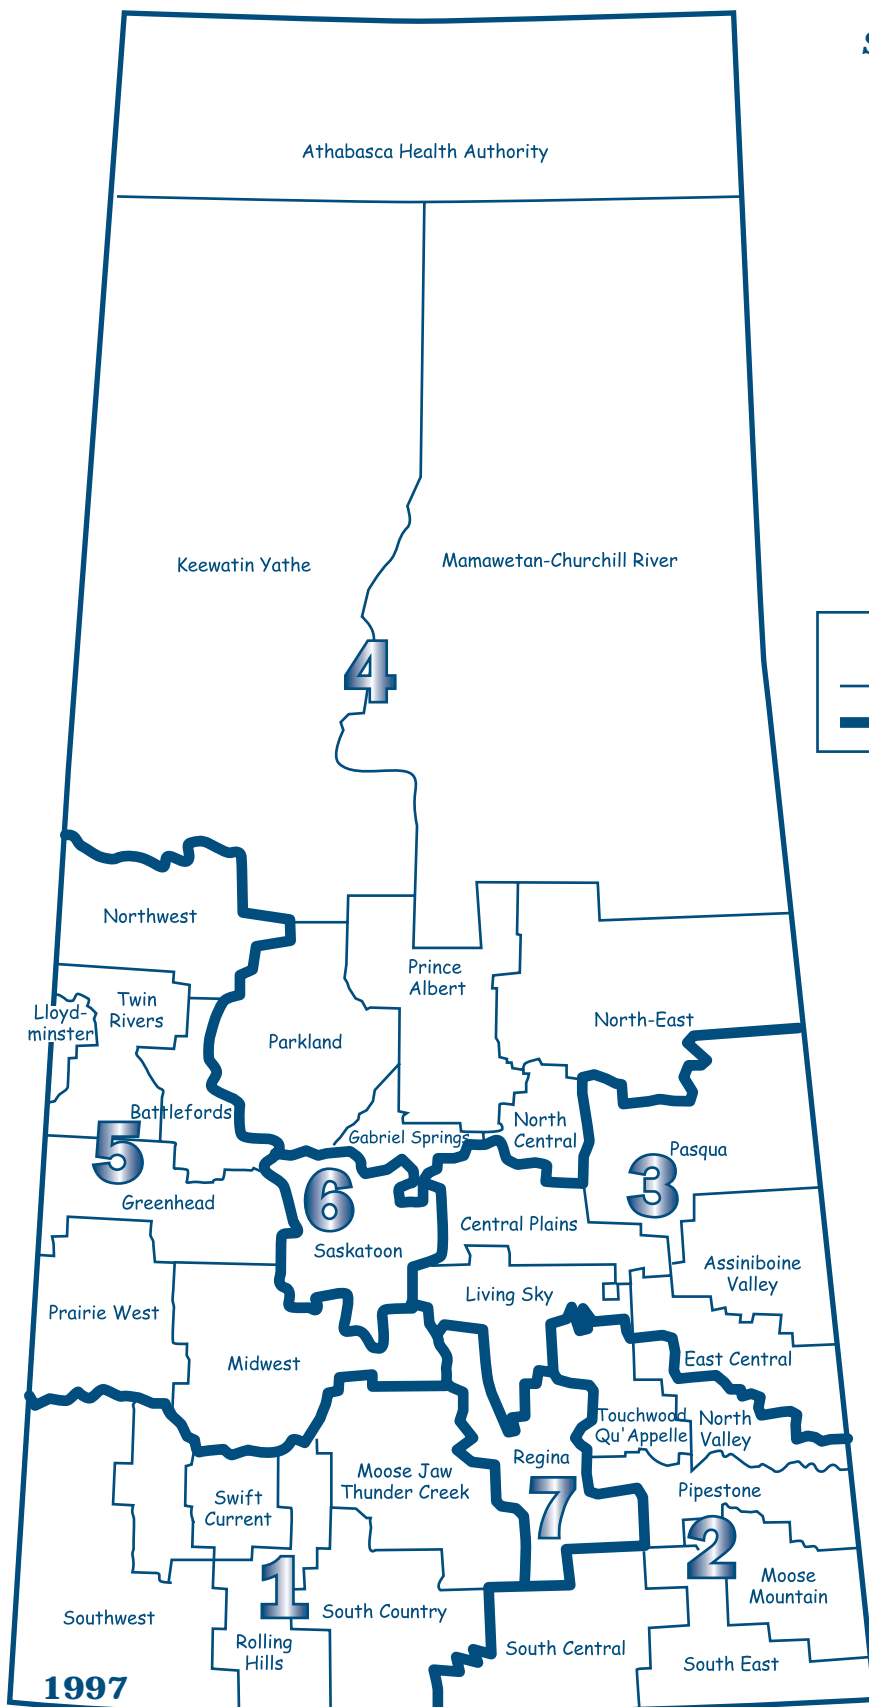 S
Athabasca Health Authority
Keewatin Yathe
Mamawetan-Churchill River
4
Northwest
Prince
Albert
Lloyd-
minster
Twin
Rivers
North-East
Parkland
Battlefords
North
Central
Gabriel Springs
Pasqua
5
6
3
Greenhead
Central Plains
Saskatoon
Assiniboine
Valley
Living Sky
Prairie West
Midwest
East Central
Touchwood
Qu'Appelle
North
Valley
Regina
Moose Jaw
Thunder Creek
Pipestone
Swift
Current
7
2
1
Moose
Mountain
Southwest
South Country
Rolling
Hills
South Central
South East
1997